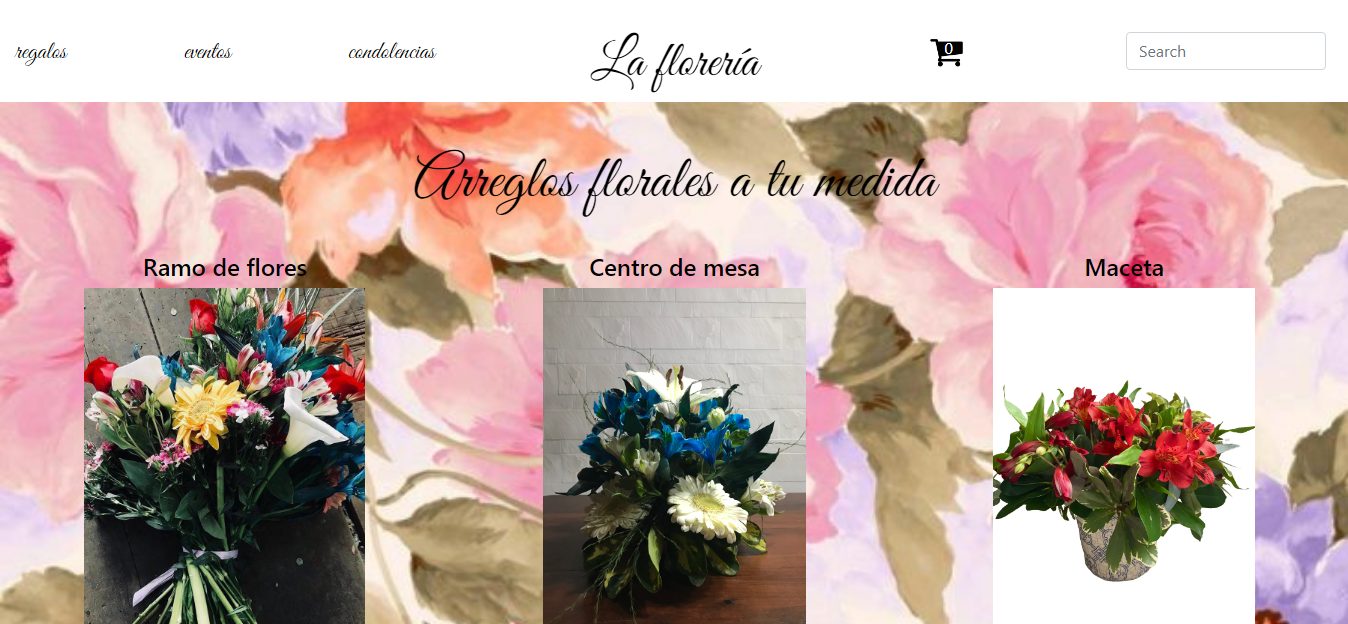 regalos eventos condolencias La florería 0 Search
Arreglos florales a tu medida
Ramo de flores Centro de mesa Maceta